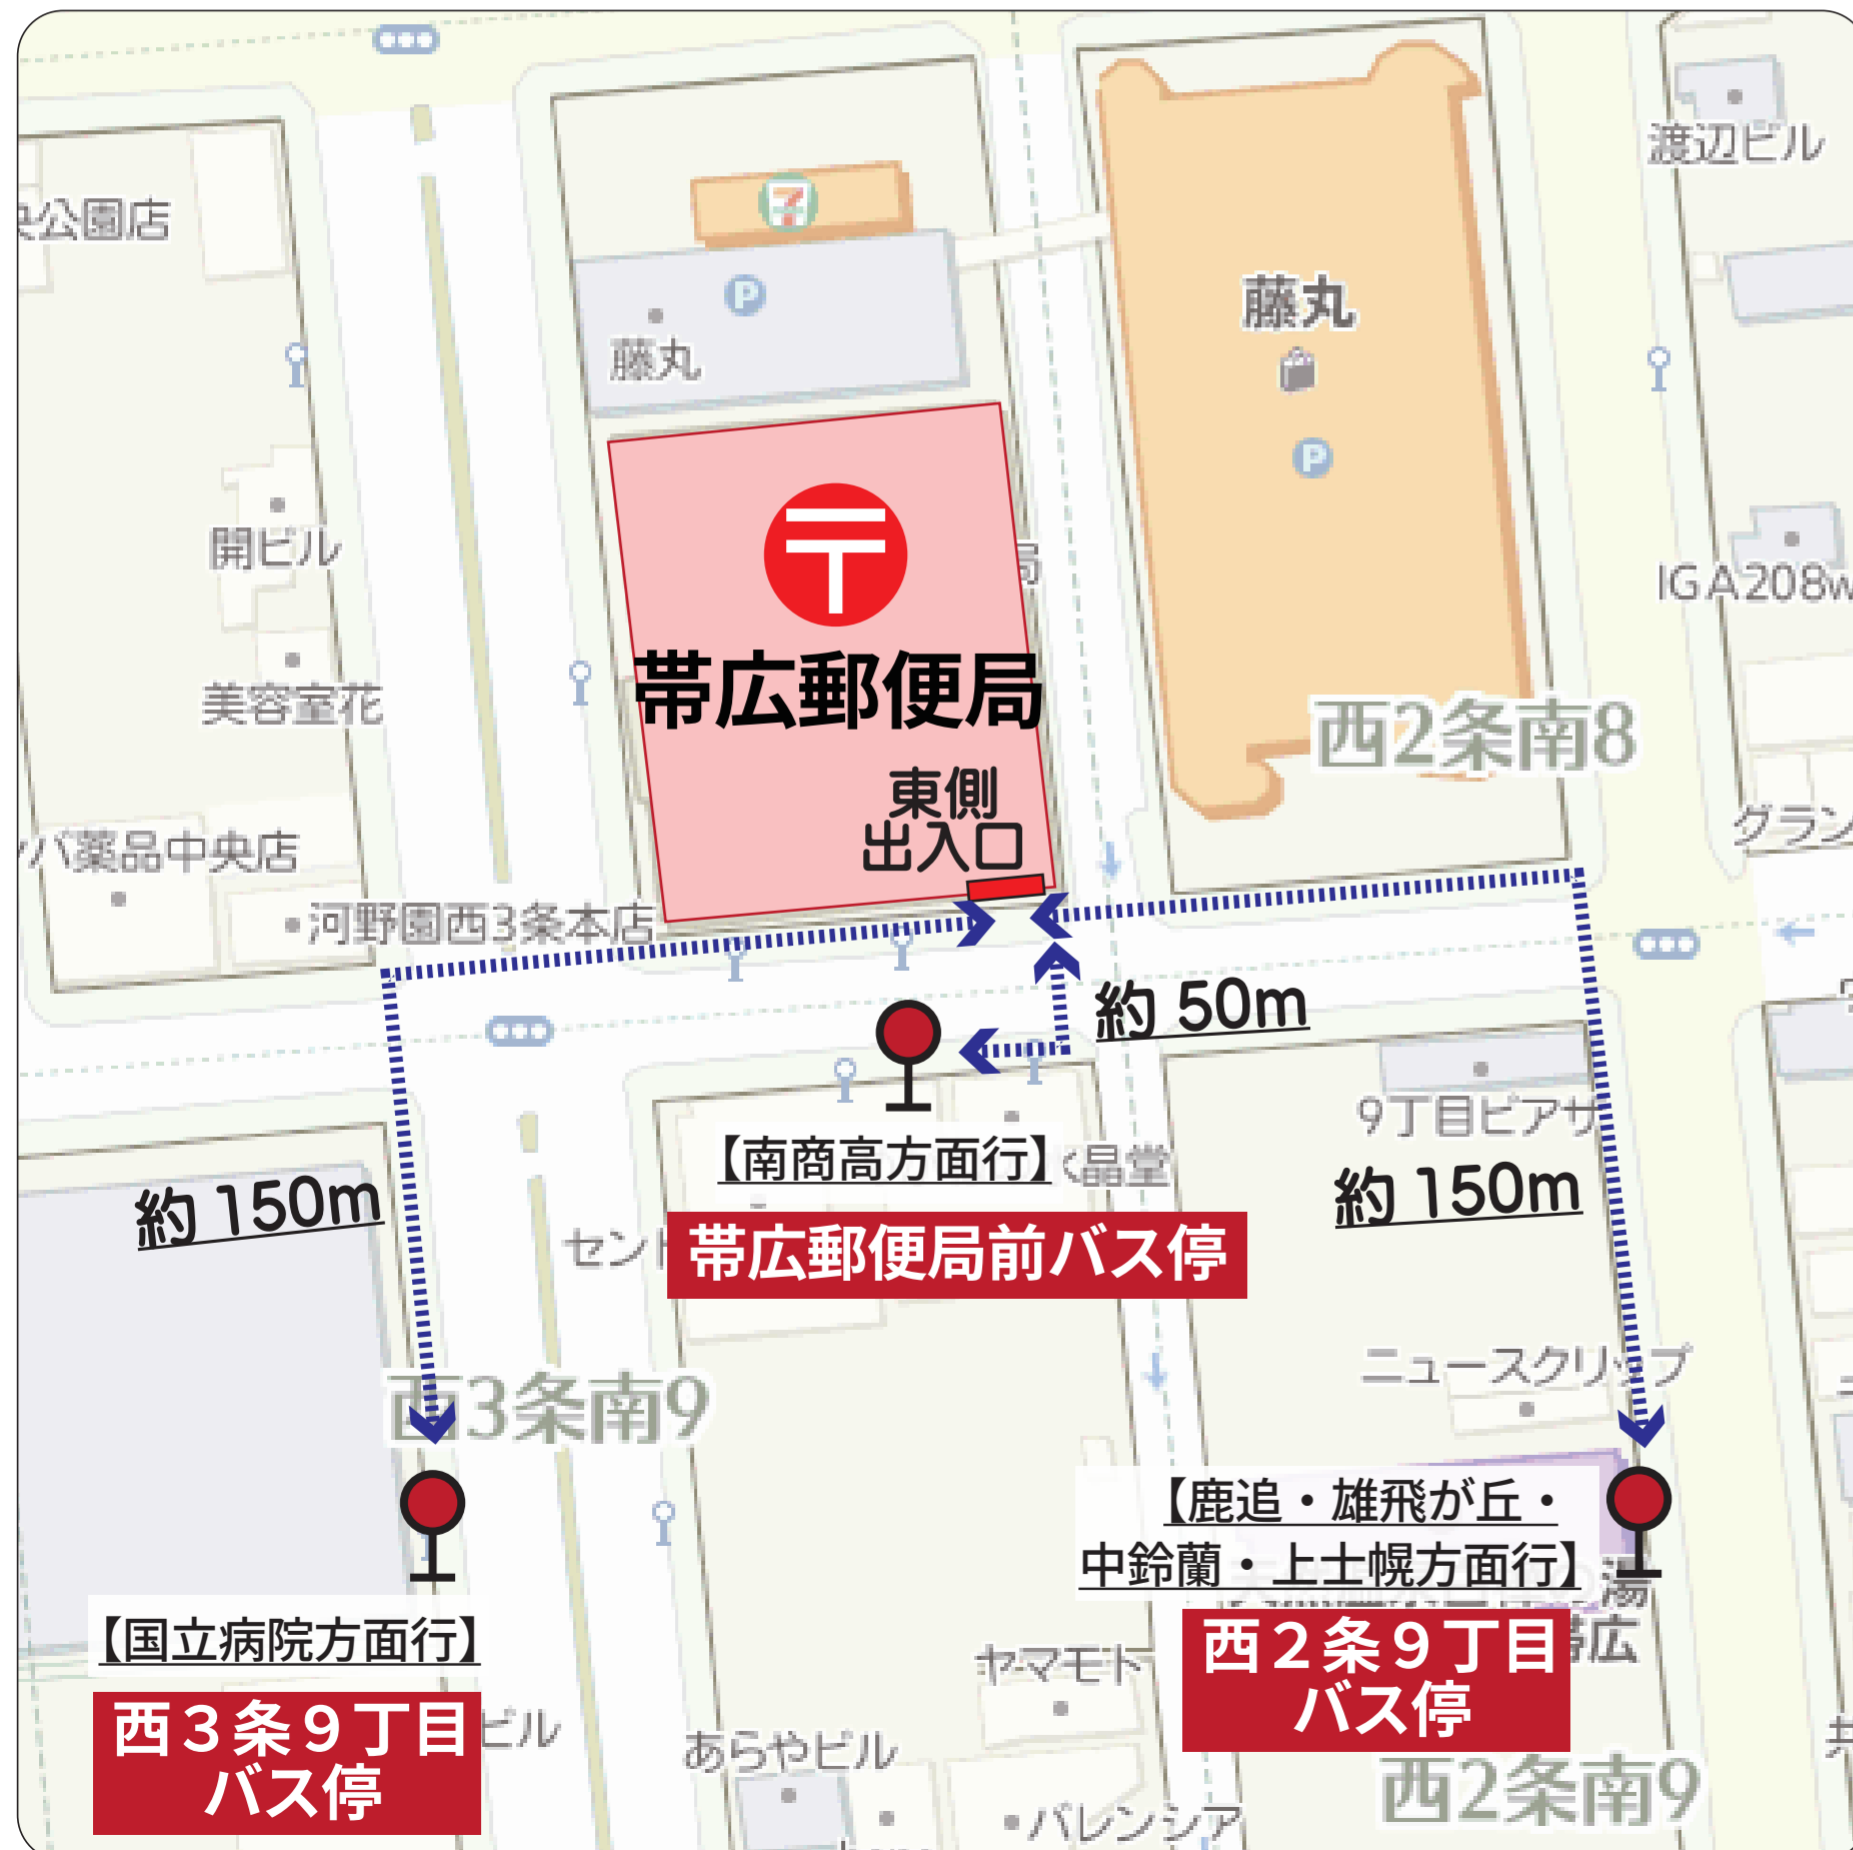 渡辺ビル
公園店
藤丸
P
藤丸
P
開ビル
局
IGA208w
帯広郵便局
美容室花
西2条南8
東側
出入口
グラン
バ薬品中央店
河野園西3条本店
約 50m
9丁目ピアザ
【南商高方面行】
晶堂
約 150m
約 150m
セント
帯広郵便局前バス停
ニュースクリップ
西3条南9
【鹿追・雄飛が丘・
中鈴蘭・上士幌方面行】
湯
帯広
【国立病院方面行】
西２条９丁目
バス停
ヤマモト
西３条９丁目
バス停
ビル
あらやビル
西2条南9
バレンシア